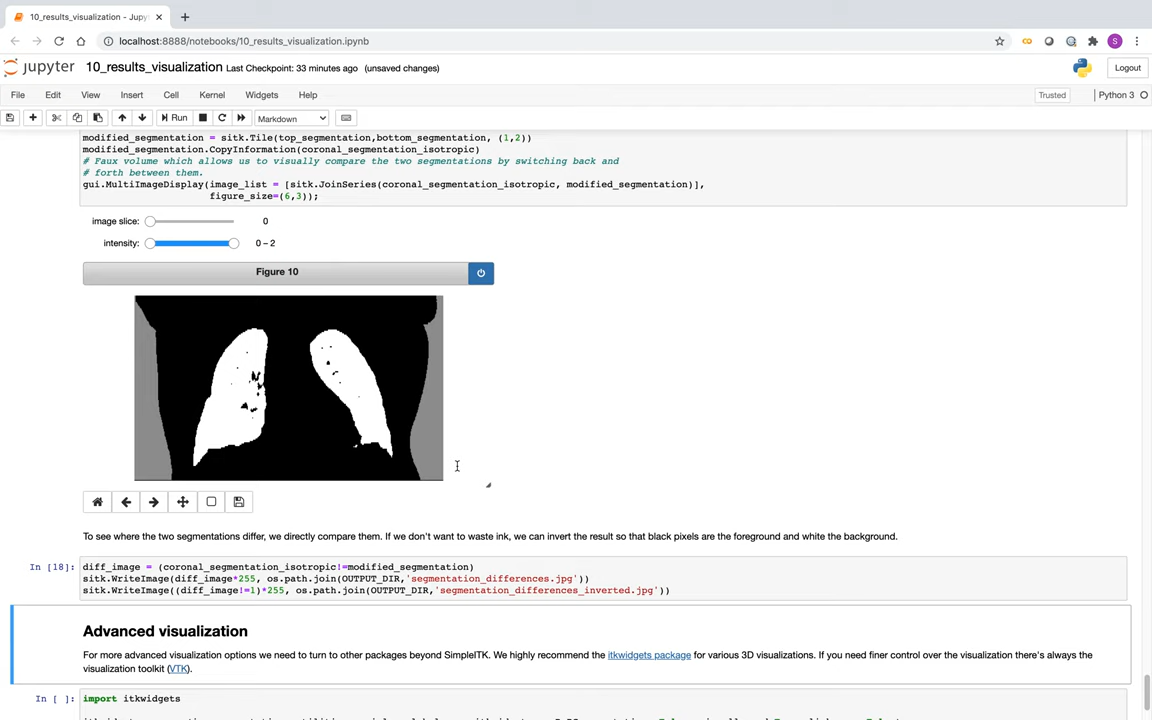 10_results_visualization - Jupy
localhost:8888/notebooks/10_results_visualization.ipynb
S
jupyter 10_results_visualization Last Checkpoint: 33 minutes ago (unsaved changes)
Logout
File Edit View Insert Cell Kernel Widgets Help
Trusted Python 3
Run Markdown
modified_segmentation = sitk.Tile(top_segmentation,bottom_segmentation, (1,2))
modified_segmentation.CopyInformation(coronal_segmentation_isotropic)
# Faux volume which allows us to visually compare the two segmentations by switching back and
# forth between them.
gui.MultiImageDisplay(image_list = [sitk.JoinSeries(coronal_segmentation_isotropic, modified_segmentation)],
figure_size=(6,3));
image slice: 0
intensity: 0 – 2
Figure 10
To see where the two segmentations differ, we directly compare them. If we don't want to waste ink, we can invert the result so that black pixels are the foreground and white the background.
In [18]: diff_image = (coronal_segmentation_isotropic!=modified_segmentation)
sitk.WriteImage(diff_image*255, os.path.join(OUTPUT_DIR,'segmentation_differences.jpg'))
sitk.WriteImage((diff_image!=1)*255, os.path.join(OUTPUT_DIR,'segmentation_differences_inverted.jpg'))
Advanced visualization
For more advanced visualization options we need to turn to other packages beyond SimpleITK. We highly recommend the itkwidgets package for various 3D visualizations. If you need finer control over the visualization there's always the
visualization toolkit (VTK).
In [ ]: import itkwidgets